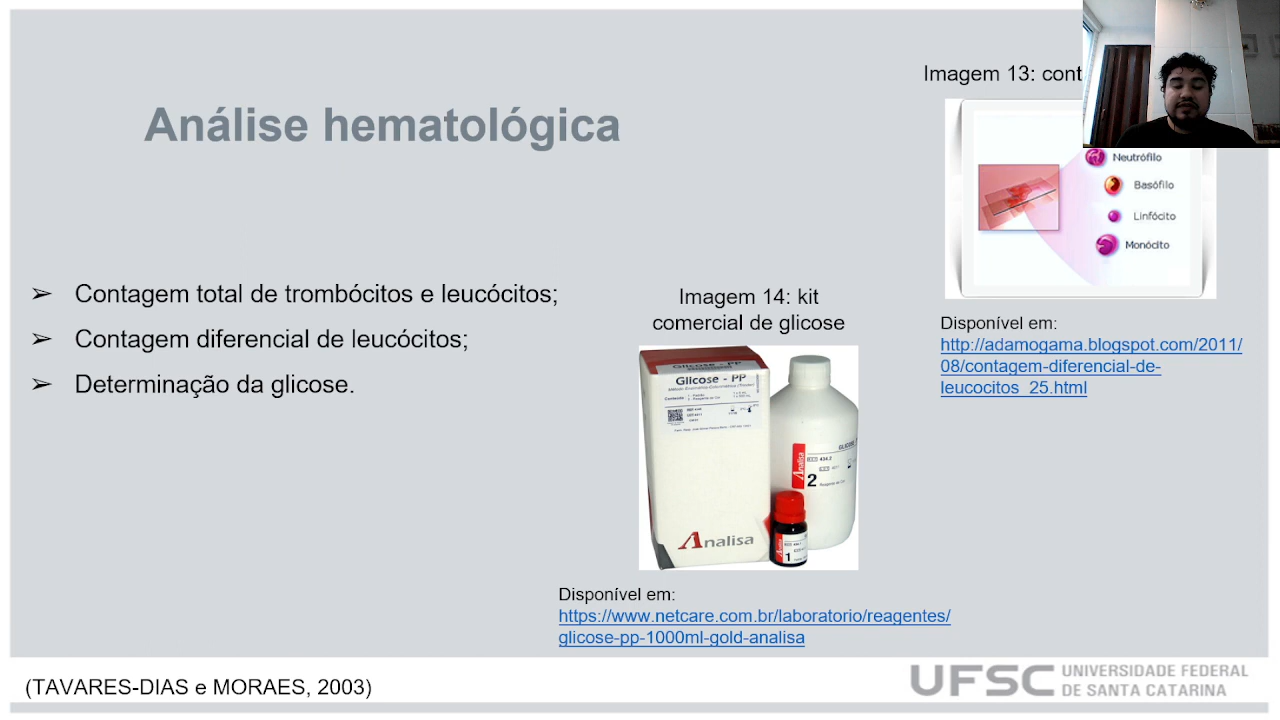 Imagem 13: cont
Análise hematológica
Neutrófilo
Basófilo
Linfócito
Monócito
➢ Contagem total de trombócitos e leucócitos;
➢ Contagem diferencial de leucócitos;
➢ Determinação da glicose.
Imagem 14: kit
comercial de glicose
Disponível em:
http://adamogama.blogspot.com/2011/
08/contagem-diferencial-de-
leucocitos_25.html
Glicose - PP
Glicose - PP
Analisa
Analisa
2
1
Disponível em:
https://www.netcare.com.br/laboratorio/reagentes/
glicose-pp-1000ml-gold-analisa
(TAVARES-DIAS e MORAES, 2003)
UFSC UNIVERSIDADE FEDERAL
DE SANTA CATARINA